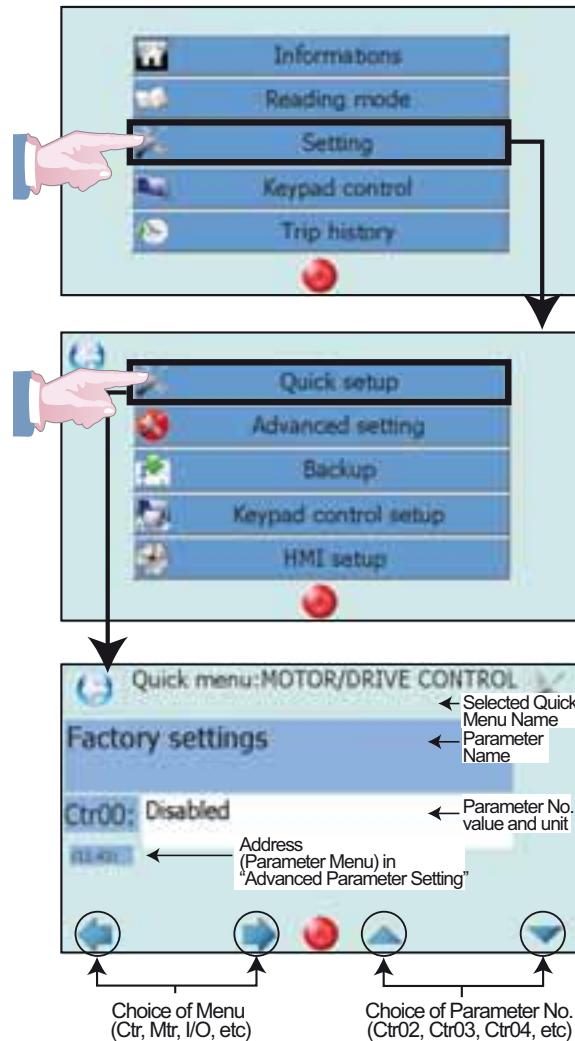 Informations
Reading mode
Setting
Keypad control
Trip history
Quick setup
Advanced setting
Backup
Keypad control setup
HMI setup
Quick menu:MOTOR/DRIVE CONTROL
Selected Quick
Menu Name
Factory settings
Parameter
Name
Ctr00: Disabled
Parameter No.
value and unit
Address
(Parameter Menu) in
"Advanced Parameter Setting"
Choice of Menu
(Ctr, Mtr, I/O, etc)
Choice of Parameter No.
(Ctr02, Ctr03, Ctr04, etc)